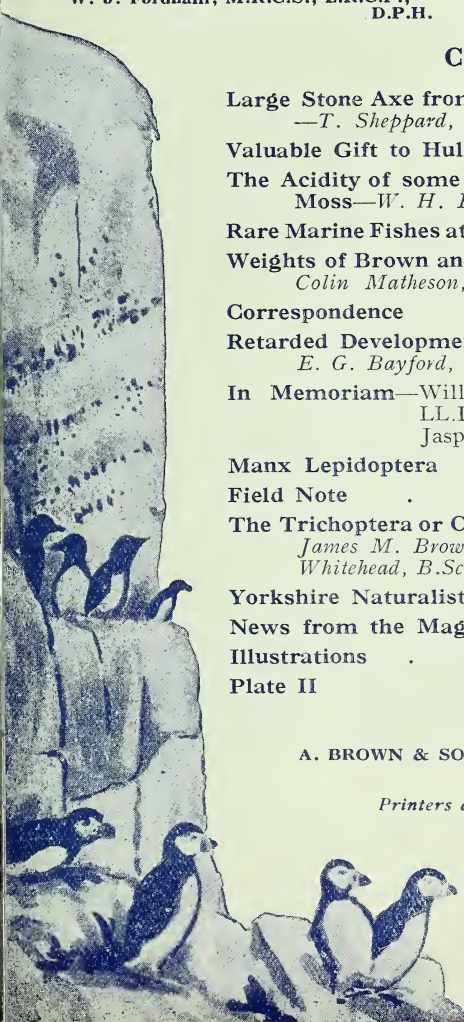 W. J. Fordham, M.R.C.S., L.R.C.P.,
D.P.H.
C
Large Stone Axe from
—T. Sheppard,
Valuable Gift to Hul
The Acidity of some
Moss—W. H.
Rare Marine Fishes at
Weights of Brown an
Colin Matheson,
Correspondence
Retarded Developme
E. G. Bayford,
In Memoriam—Will
LL.
Jasp
Manx Lepidoptera
Field Note .
The Trichoptera or C
James M. Brow
Whitehead, B.Sc
Yorkshire Naturalist
News from the Mag
Illustrations .
Plate II
A. BROWN & SO
Printers